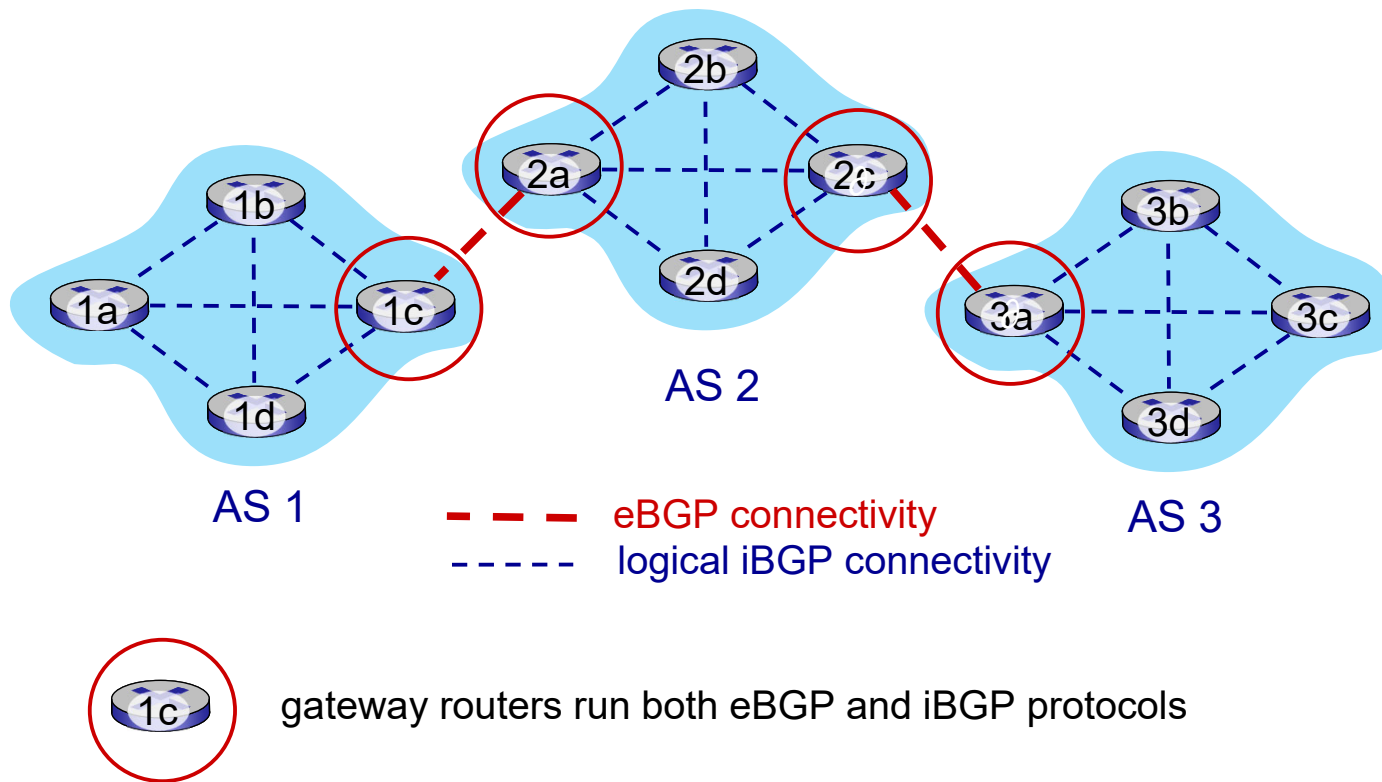 2b
2a
2c
2d
1b
1a
1c
1d
AS 2
3b
3a
3c
3d
AS 1
AS 3
eBGP connectivity
logical iBGP connectivity
1c
gateway routers run both eBGP and iBGP protocols